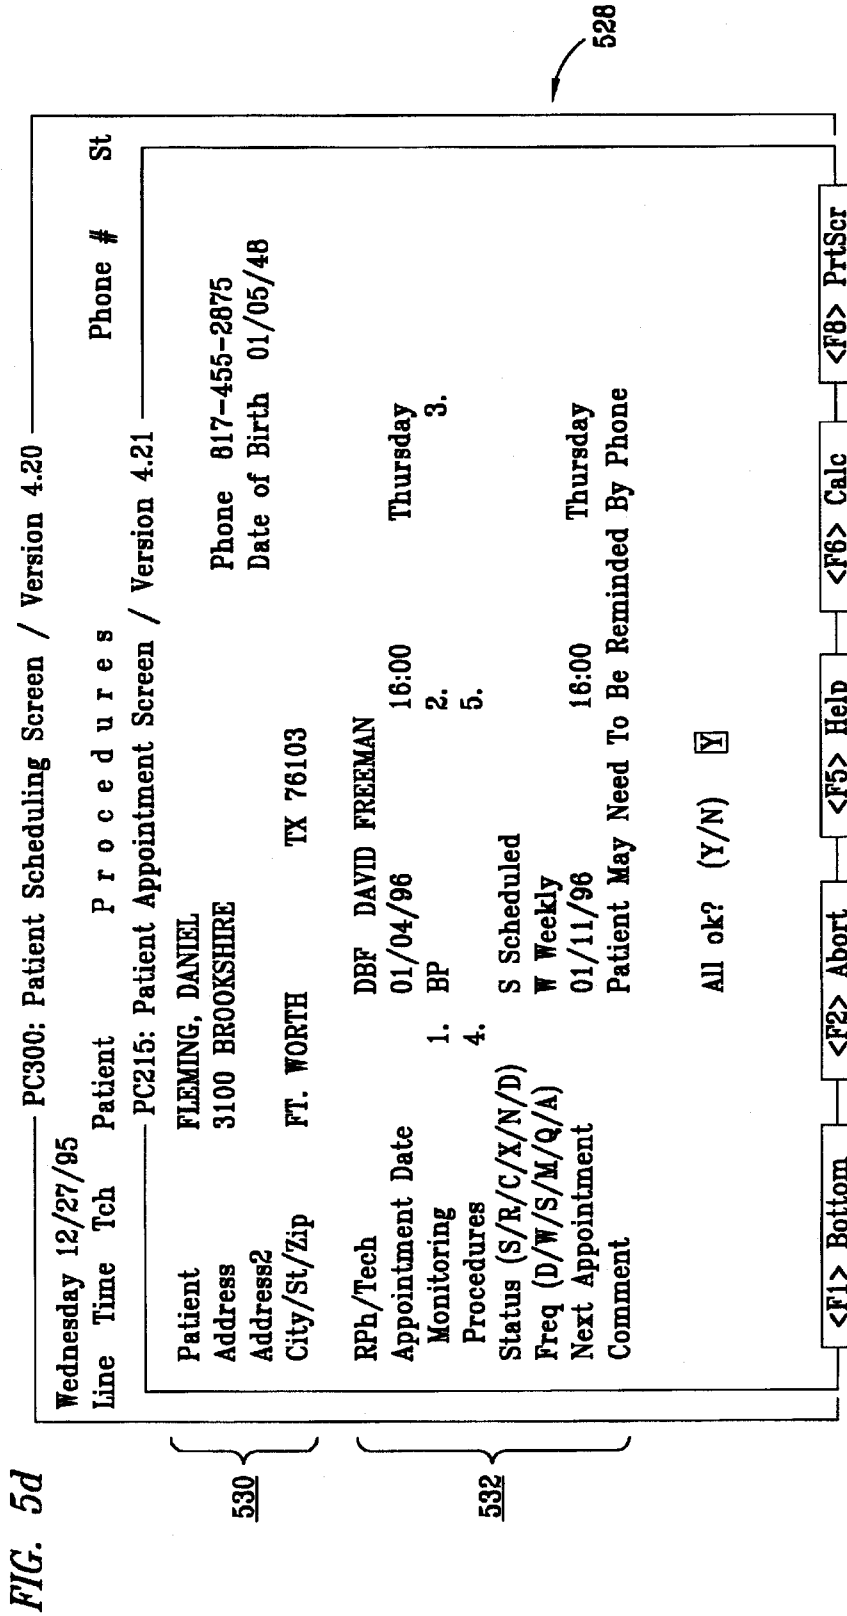 FIG. 5d
PC300: Patient Scheduling Screen / Version 4.20
Wednesday 12/27/95
Line Time Tch Patient P r o c e d u r e s Phone # St
PC215: Patient Appointment Screen / Version 4.21
Patient FLEMING, DANIEL
Address 3100 BROOKSHIRE Phone 817-455-2875
Address2 Date of Birth 01/05/48
City/St/Zip FT. WORTH TX 76103
RPh/Tech DBF DAVID FREEMAN
Appointment Date 01/04/96 16:00 Thursday
Monitoring 1. BP 2. 3.
Procedures 4. 5.
Status (S/R/C/X/N/D) S Scheduled
Freq (D/W/S/M/Q/A) W Weekly
Next Appointment 01/11/96 16:00 Thursday
Comment Patient May Need To Be Reminded By Phone
All ok? (Y/N) Y
<F1> Bottom <F2> Abort <F5> Help <F6> Calc <F8> PrtScr
530
532
528